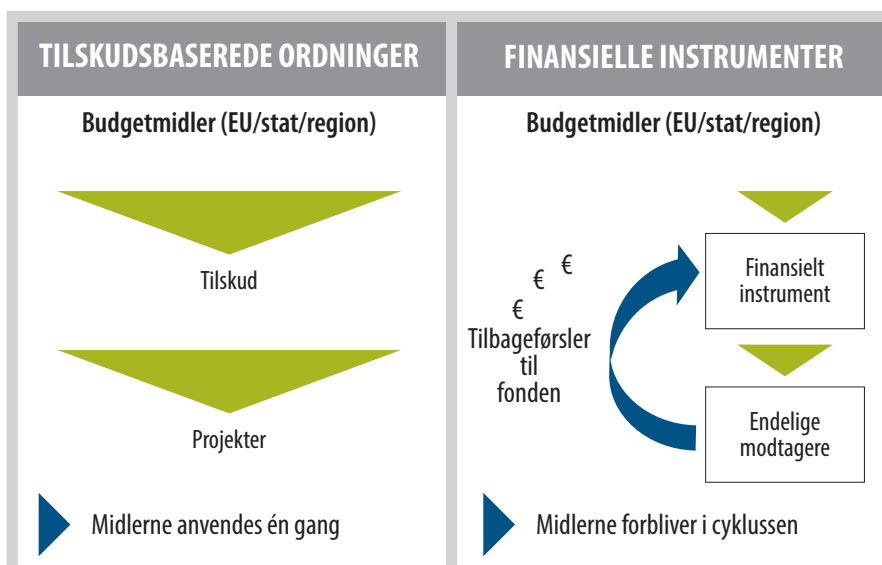 TILSKUDSBASEREDE ORDNINGER
Budgetmidler (EU/stat/region)
Tilskud
Projekter
Midlerne anvendes én gang
FINANSIELLE INSTRUMENTER
Budgetmidler (EU/stat/region)
€
€
€
Tilbageførsler
til
fonden
Finansielt
instrument
Endelige
modtagere
Midlerne forbliver i cyklussen